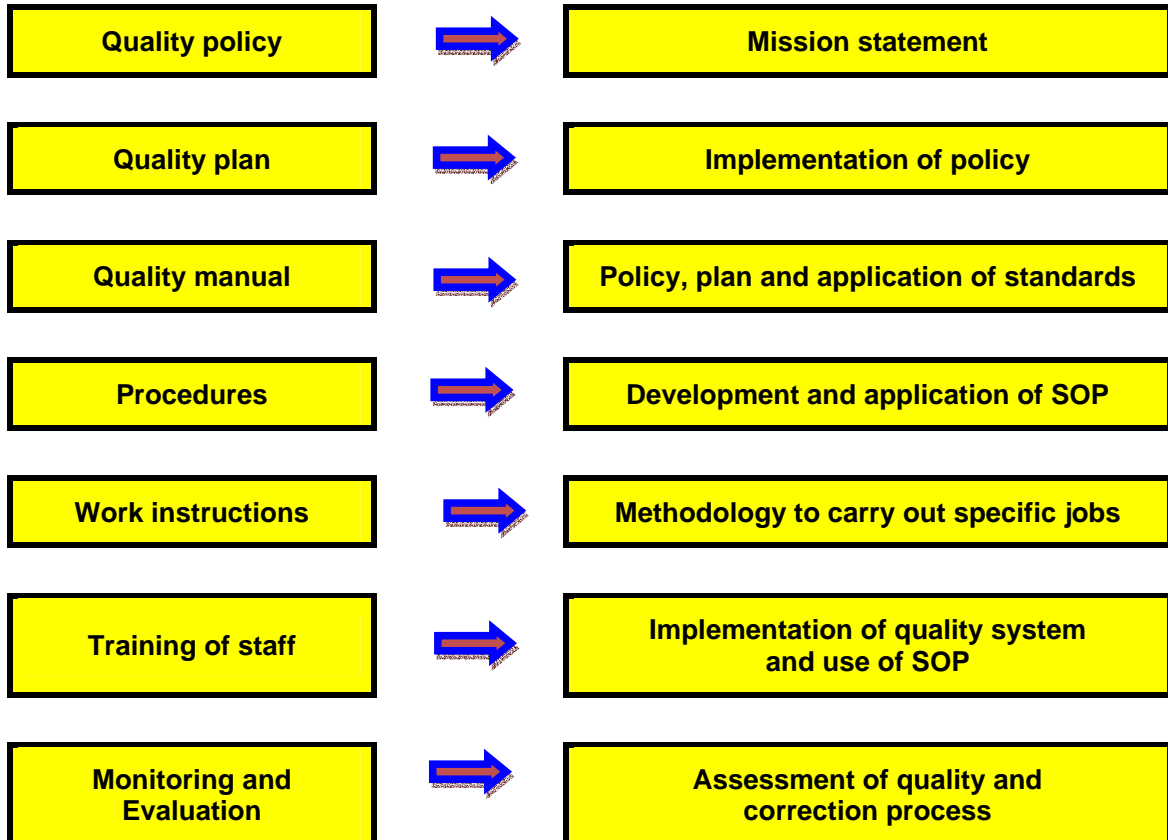 Quality policy
Mission statement
Quality plan
Implementation of policy
Quality manual
Policy, plan and application of standards
Procedures
Development and application of SOP
Work instructions
Methodology to carry out specific jobs
Training of staff
Implementation of quality system
and use of SOP
Monitoring and
Evaluation
Assessment of quality and
correction process